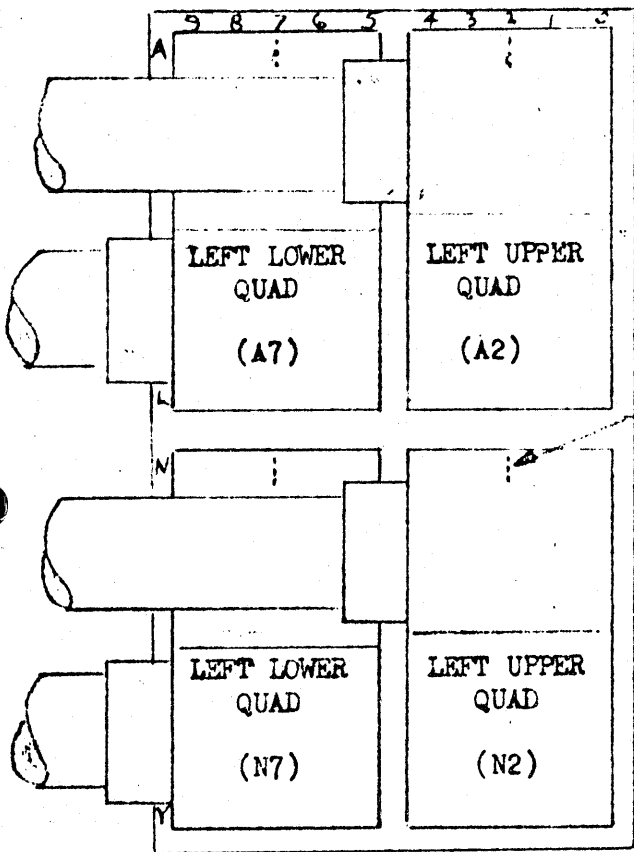 9 8 7 6 5 4 3 2 1 0
A
LEFT LOWER
QUAD
(A7)
LEFT UPPER
QUAD
(A2)
L
N
LEFT LOWER
QUAD
(N7)
LEFT UPPER
QUAD
(N2)
Y